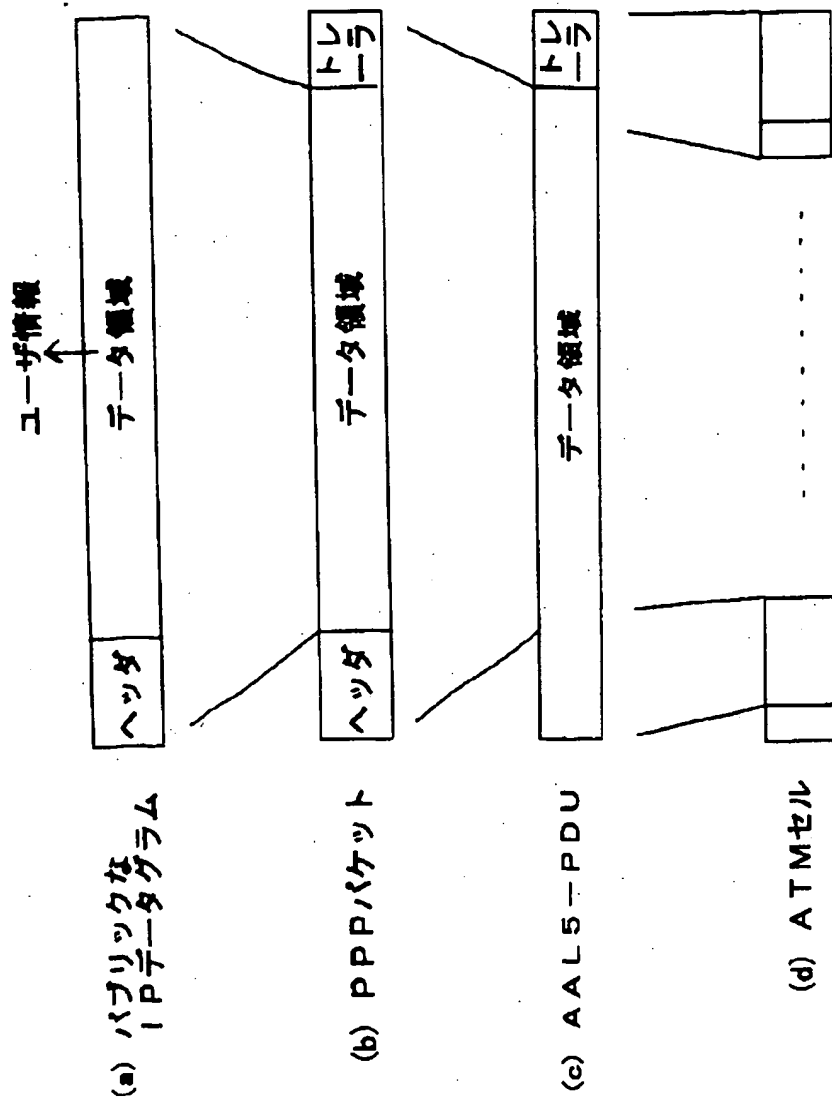 ユーザ情報
(a) パブリックな
IPデータグラム
ヘッダ
データ領域
(b) PPPパケット
ヘッダ
データ領域
トレーラ
(c) AAL5-PDU
データ領域
トレーラ
(d) ATMセル